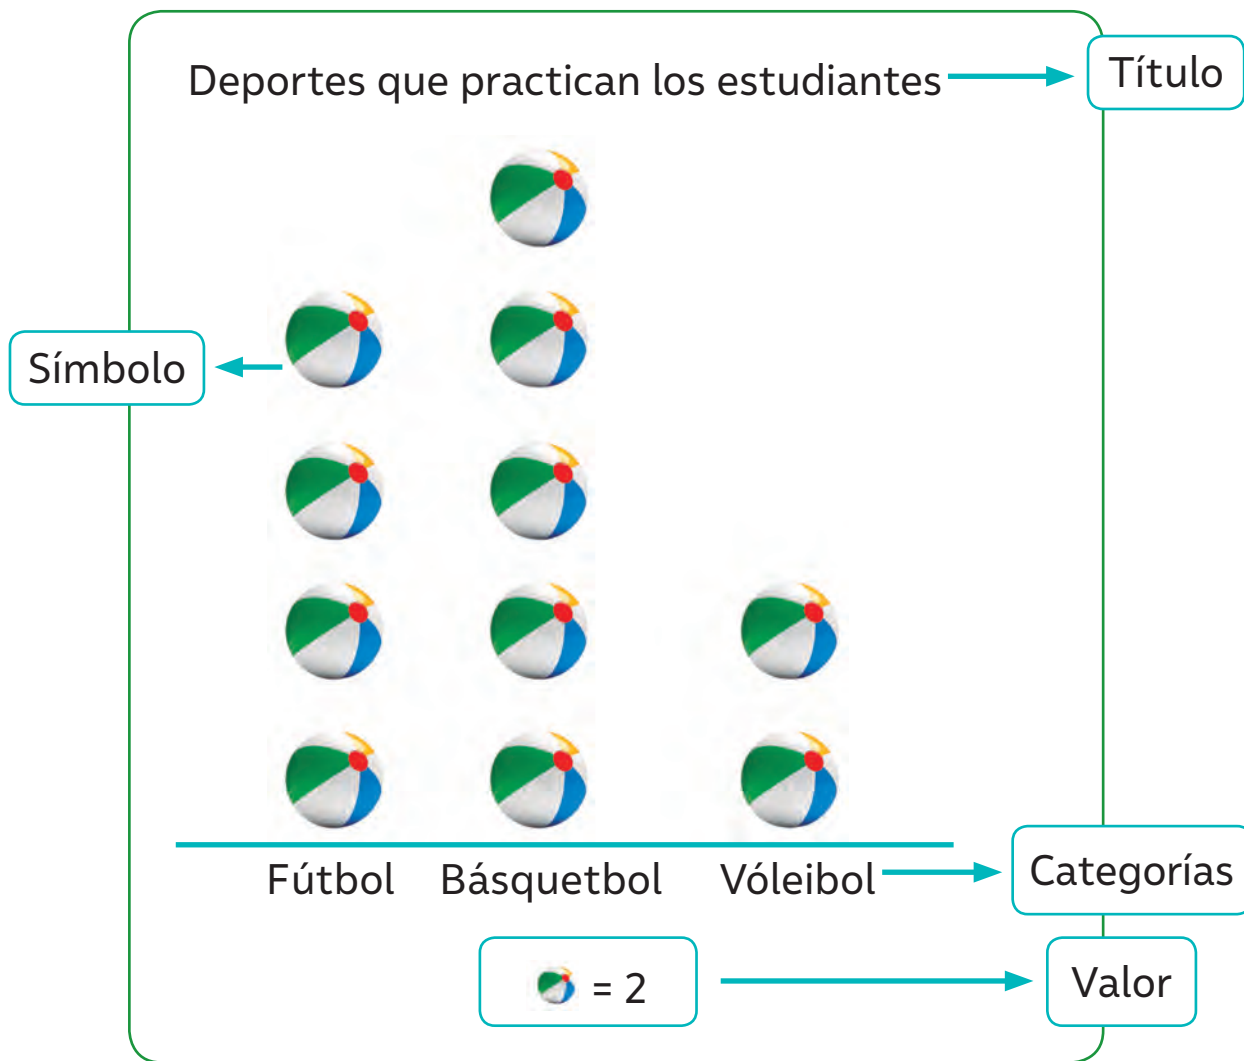 Deportes que practican los estudiantes
Título
Símbolo
Fútbol Básquetbol Vóleibol
Categorías
= 2
Valor